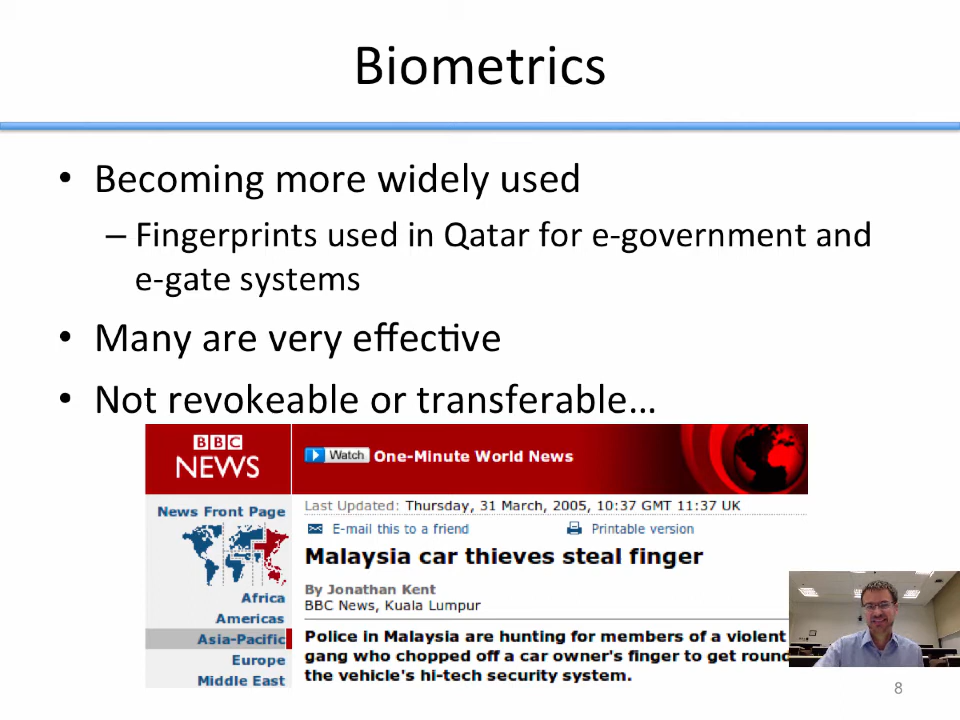 Biometrics
• Becoming more widely used
– Fingerprints used in Qatar for e-government and
e-gate systems
• Many are very effective
• Not revokeable or transferable…
BBC
NEWS
Watch One-Minute World News
News Front Page
Africa
Americas
Asia-Pacific
Europe
Middle East
Last Updated: Thursday, 31 March, 2005, 10:37 GMT 11:37 UK
E-mail this to a friend
Printable version
Malaysia car thieves steal finger
By Jonathan Kent
BBC News, Kuala Lumpur
Police in Malaysia are hunting for members of a violent
gang who chopped off a car owner's finger to get round
the vehicle's hi-tech security system.
8